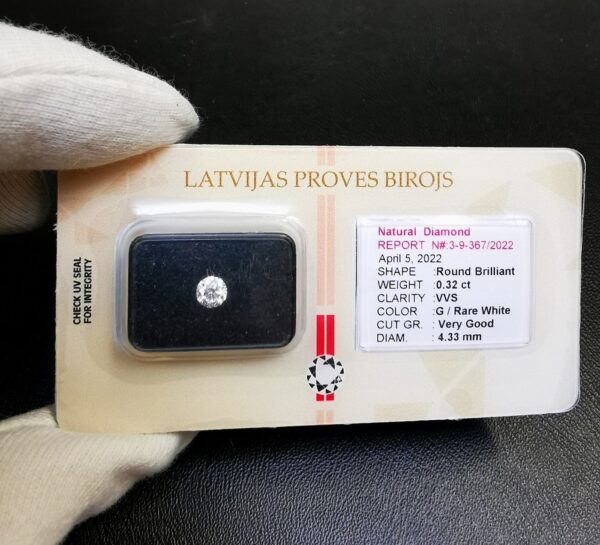 LATVIJAS PROVES BIROJS
CHECK UV SEAL
FOR INTEGRITY
Natural Diamond
REPORT N#:3-9-367/2022
April 5, 2022
SHAPE :Round Brilliant
WEIGHT :0.32 ct
CLARITY :VVS
COLOR :G / Rare White
CUT GR. : Very Good
DIAM. : 4.33 mm